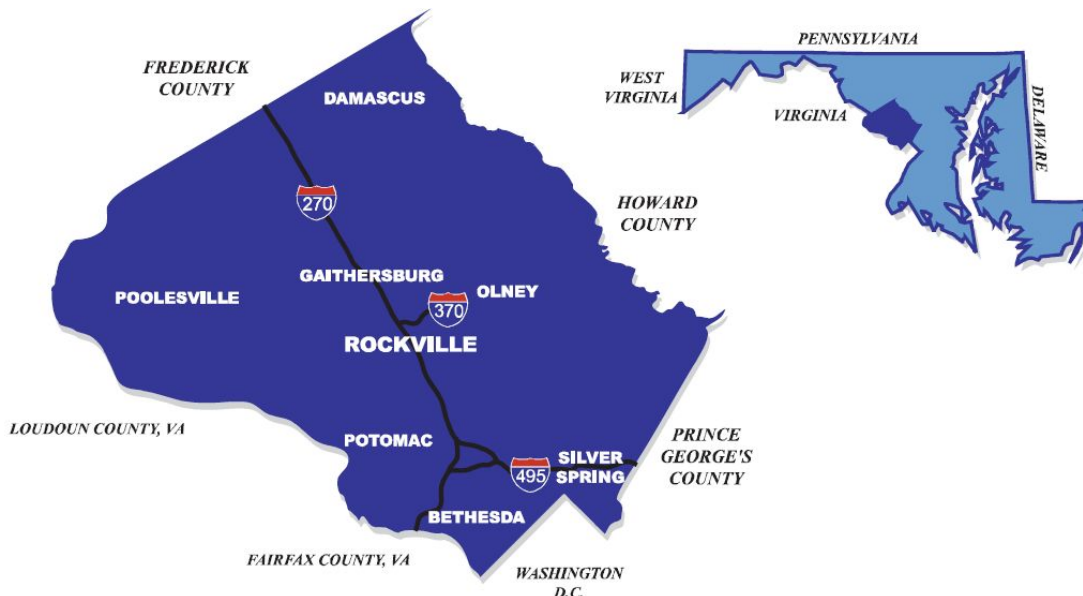 FREDERICK
COUNTY
DAMASCUS
270
HOWARD
COUNTY
GAITHERSBURG
OLNEY
POOLESVILLE
370
ROCKVILLE
LOUDOUN COUNTY, VA
POTOMAC
PRINCE
GEORGE'S
COUNTY
SILVER
SPRING
495
BETHESDA
FAIRFAX COUNTY, VA
WASHINGTON
D.C.
PENNSYLVANIA
WEST
VIRGINIA
VIRGINIA
DELAWARE